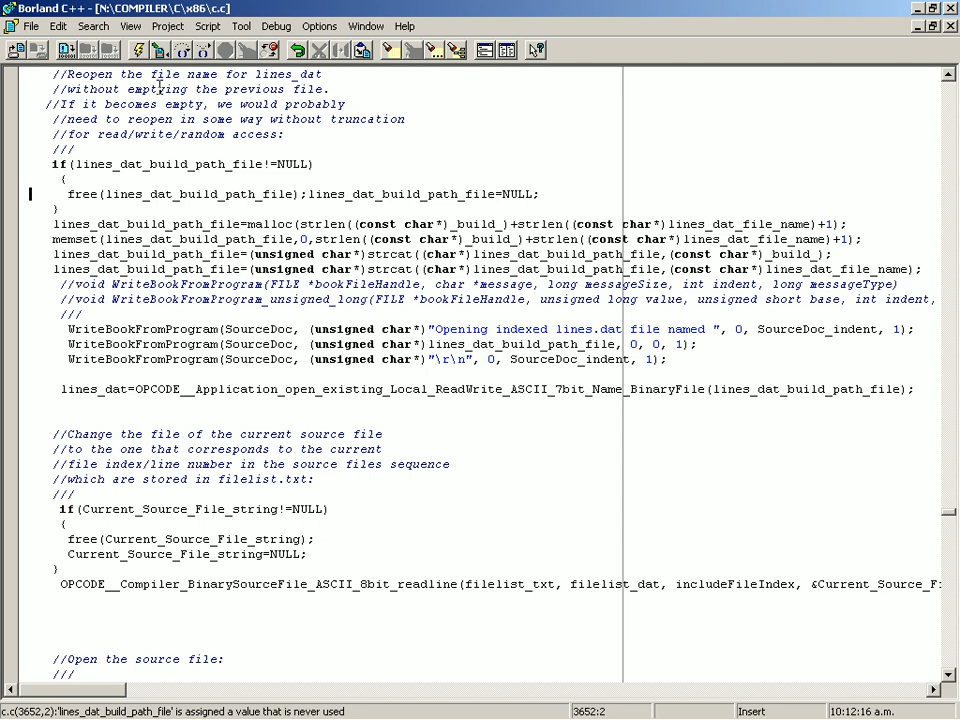 Borland C++ - [N:\COMPILER\C\x86\c.c]
File Edit Search View Project Script Tool Debug Options Window Help
//Reopen the file name for lines_dat
//without emptying the previous file.
//If it becomes empty, we would probably
//need to reopen in some way without truncation
//for read/write/random access:
///
if(lines_dat_build_path_file!=NULL)
{
free(lines_dat_build_path_file);lines_dat_build_path_file=NULL;
}
lines_dat_build_path_file=malloc(strlen((const char*)_build_)+strlen((const char*)lines_dat_file_name)+1);
memset(lines_dat_build_path_file,0,strlen((const char*)_build_)+strlen((const char*)lines_dat_file_name)+1);
lines_dat_build_path_file=(unsigned char*)strcat((char*)lines_dat_build_path_file,(const char*)_build_);
lines_dat_build_path_file=(unsigned char*)strcat((char*)lines_dat_build_path_file,(const char*)lines_dat_file_name);
//void WriteBookFromProgram(FILE *bookFileHandle, char *message, long messageSize, int indent, long messageType)
//void WriteBookFromProgram_unsigned_long(FILE *bookFileHandle, unsigned long value, unsigned short base, int indent,
///
WriteBookFromProgram(SourceDoc, (unsigned char*)"Opening indexed lines.dat file named ", 0, SourceDoc_indent, 1);
WriteBookFromProgram(SourceDoc, (unsigned char*)lines_dat_build_path_file, 0, 0, 1);
WriteBookFromProgram(SourceDoc, (unsigned char*)"\r\n", 0, SourceDoc_indent, 1);
lines_dat=OPCODE__Application_open_existing_Local_ReadWrite_ASCII_7bit_Name_BinaryFile(lines_dat_build_path_file);
//Change the file of the current source file
//to the one that corresponds to the current
//file index/line number in the source files sequence
//which are stored in filelist.txt:
///
if(Current_Source_File_string!=NULL)
{
free(Current_Source_File_string);
Current_Source_File_string=NULL;
}
OPCODE__Compiler_BinarySourceFile_ASCII_8bit_readline(filelist_txt, filelist_dat, includeFileIndex, &Current_Source_Fi
//Open the source file:
///
c.c(3652,2):'lines_dat_build_path_file' is assigned a value that is never used 3652:2 Insert 10:12:16 a.m.